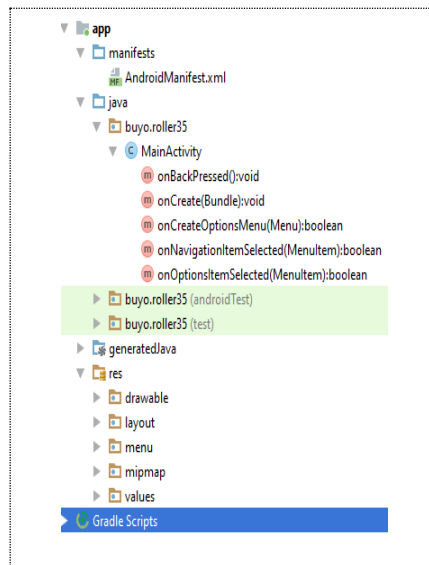 app
manifests
MF AndroidManifest.xml
java
buyo.roller35
C MainActivity
m onBackPressed():void
m onCreate(Bundle):void
m onCreateOptionsMenu(Menu):boolean
m onNavigationItemSelected(MenuItem):boolean
m onOptionsItemSelected(MenuItem):boolean
buyo.roller35 (androidTest)
buyo.roller35 (test)
generatedJava
res
drawable
layout
menu
mipmap
values
Gradle Scripts